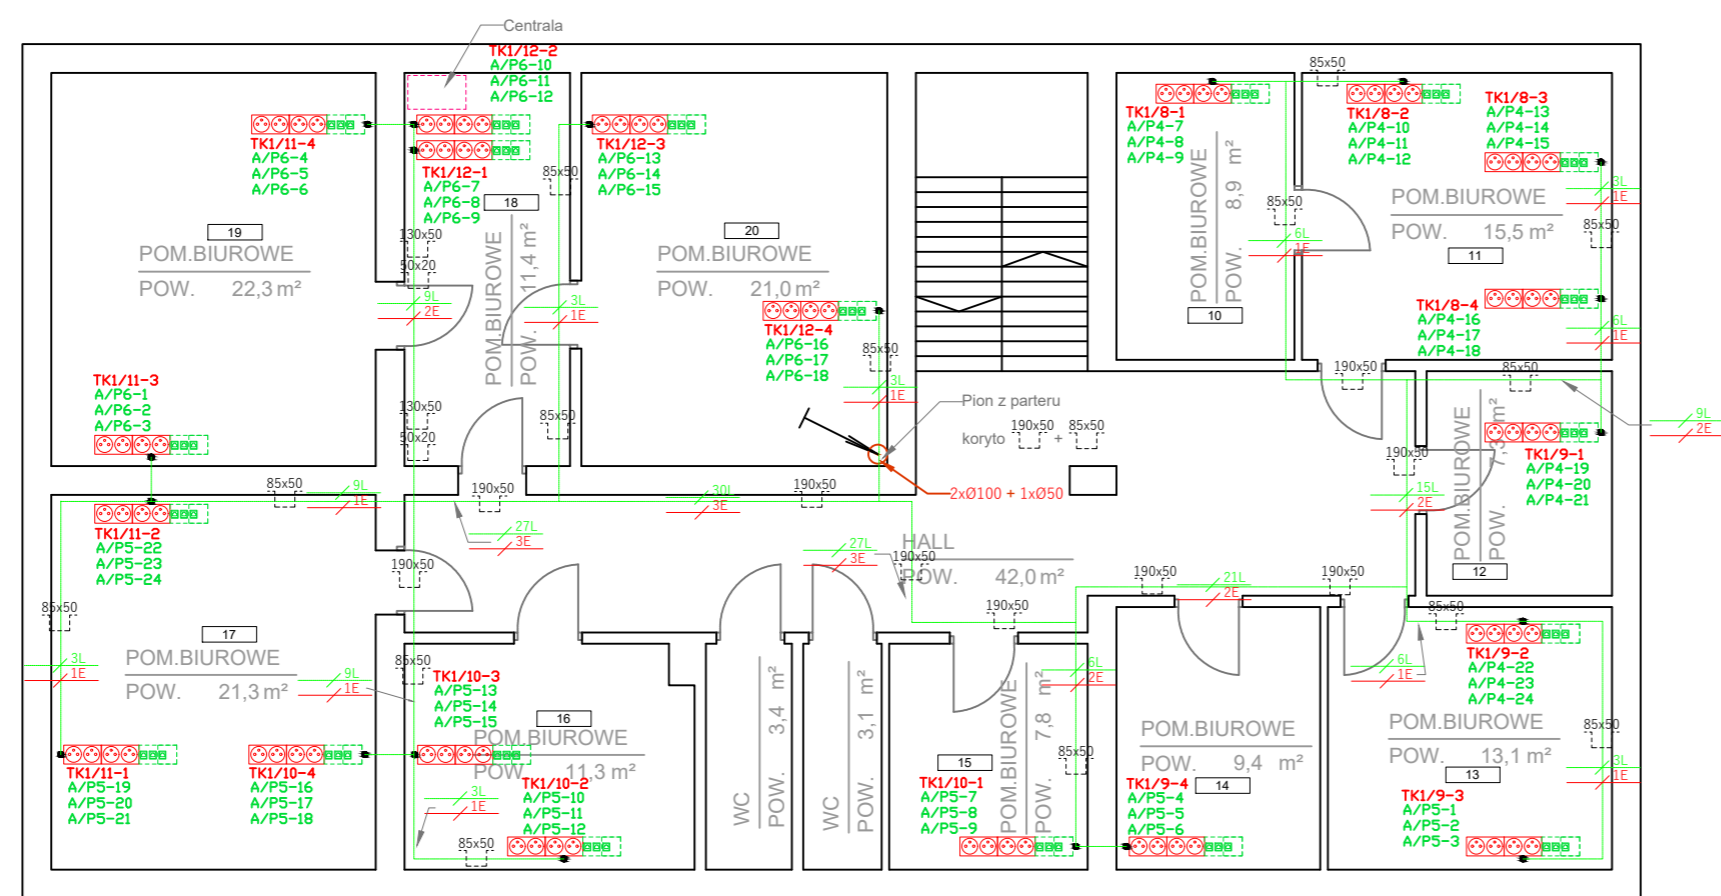 Centrala
TK1/12-2
A/P6-10
A/P6-11
A/P6-12
TK1/11-4
A/P6-4
A/P6-5
A/P6-6
TK1/12-1
A/P6-7
A/P6-8
A/P6-9
TK1/12-3
A/P6-13
A/P6-14
A/P6-15
85x50
18
130x50
50x20
9L
2E
POM.BIUROWE
POW. 11,4 m²
3L
1E
19
POM.BIUROWE
POW. 22,3 m²
20
POM.BIUROWE
POW. 21,0 m²
TK1/12-4
A/P6-16
A/P6-17
A/P6-18
85x50
3L
1E
TK1/11-3
A/P6-1
A/P6-2
A/P6-3
130x50
50x20
85x50
Pion z parteru
koryto 190x50 + 85x50
2xØ100 + 1xØ50
85x50
TK1/8-1
A/P4-7
A/P4-8
A/P4-9
TK1/8-2
A/P4-10
A/P4-11
A/P4-12
TK1/8-3
A/P4-13
A/P4-14
A/P4-15
3L
1E
85x50
POM.BIUROWE
POW. 8,9 m²
10
85x50
6L
1E
POM.BIUROWE
POW. 15,5 m²
11
TK1/8-4
A/P4-16
A/P4-17
A/P4-18
6L
1E
190x50
85x50
9L
2E
POM.BIUROWE
POW. 7,3 m²
12
TK1/9-1
A/P4-19
A/P4-20
A/P4-21
190x50
15L
2E
85x50
9L
1E
190x50
30L
3E
190x50
27L
3E
27L
3E
190x50
HALL
POW. 42,0 m²
190x50
190x50
21L
2E
190x50
TK1/11-2
A/P5-22
A/P5-23
A/P5-24
190x50
85x50
17
POM.BIUROWE
POW. 21,3 m²
3L
1E
9L
1E
85x50
TK1/11-1
A/P5-19
A/P5-20
A/P5-21
TK1/10-4
A/P5-16
A/P5-17
A/P5-18
TK1/10-3
A/P5-13
A/P5-14
A/P5-15
16
POM.BIUROWE
POW. 11,3 m²
TK1/10-2
A/P5-10
A/P5-11
A/P5-12
3L
1E
85x50
WC
POW. 3,4 m²
WC
POW. 3,1 m²
15
POM.BIUROWE
POW. 7,8 m²
TK1/10-1
A/P5-7
A/P5-8
A/P5-9
6L
2E
85x50
POM.BIUROWE
POW. 9,4 m²
14
TK1/9-4
A/P5-4
A/P5-5
A/P5-6
85x50
6L
1E
TK1/9-2
A/P4-22
A/P4-23
A/P4-24
POM.BIUROWE
POW. 13,1 m²
13
85x50
3L
1E
TK1/9-3
A/P5-1
A/P5-2
A/P5-3